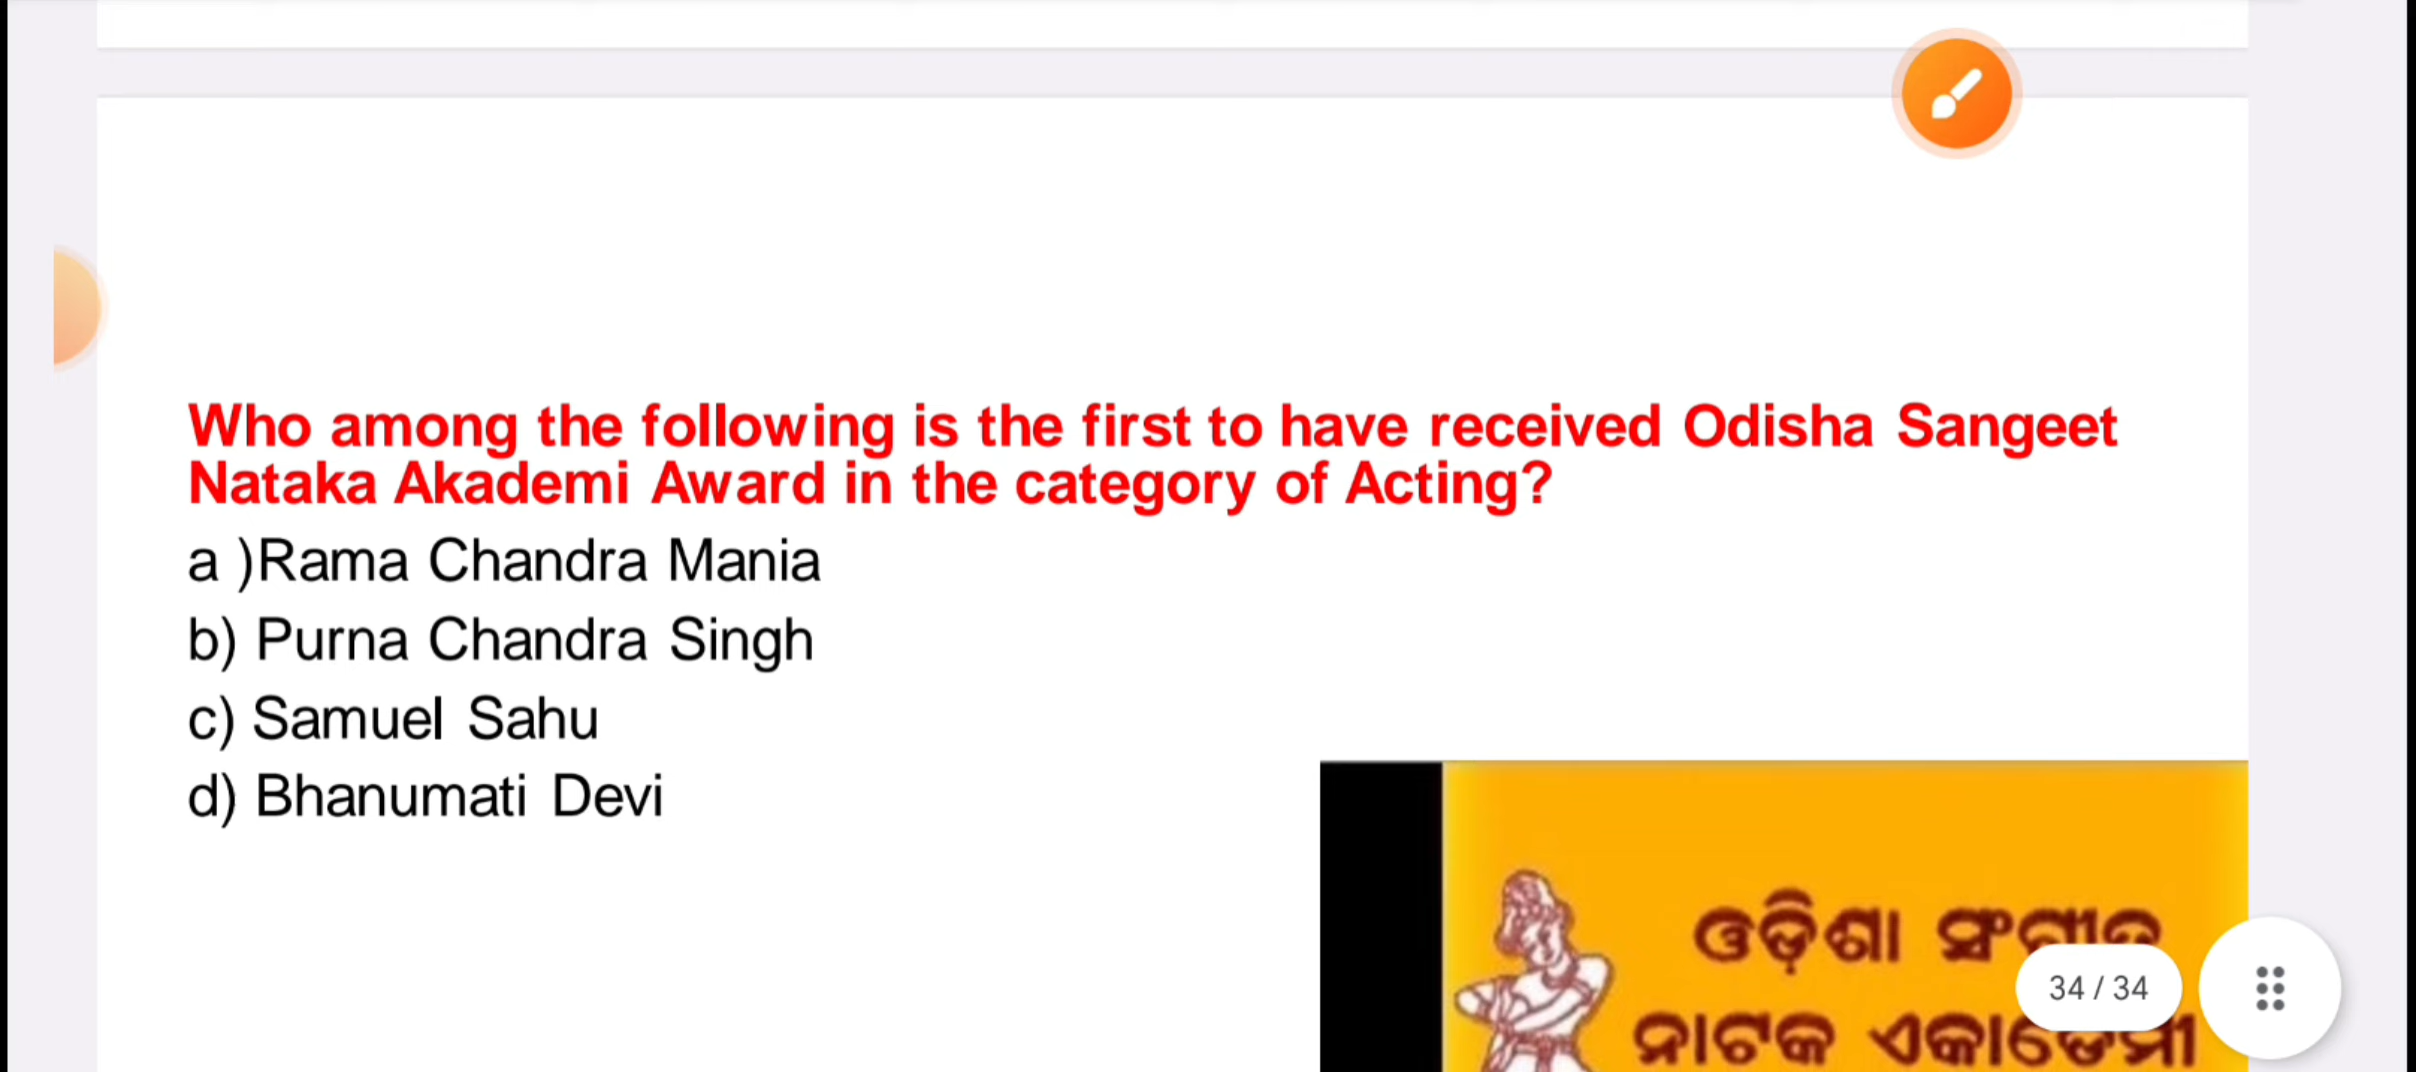 Who among the following is the first to have received Odisha Sangeet
Nataka Akademi Award in the category of Acting?
a )Rama Chandra Mania
b) Purna Chandra Singh
c) Samuel Sahu
d) Bhanumati Devi
ଓଡ଼ିଶା
34 / 34
ନାଟକ